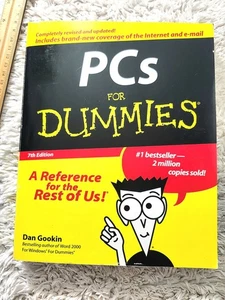 Completely revised and updated!
Includes brand-new coverage of the Internet and e-mail
PCs
FOR
DUMMIES®
7th Edition
#1 bestseller —
2 million
copies sold!
A Reference
for the
Rest of Us!™
Dan Gookin
Bestselling author of Word 2000
For Windows® For Dummies®